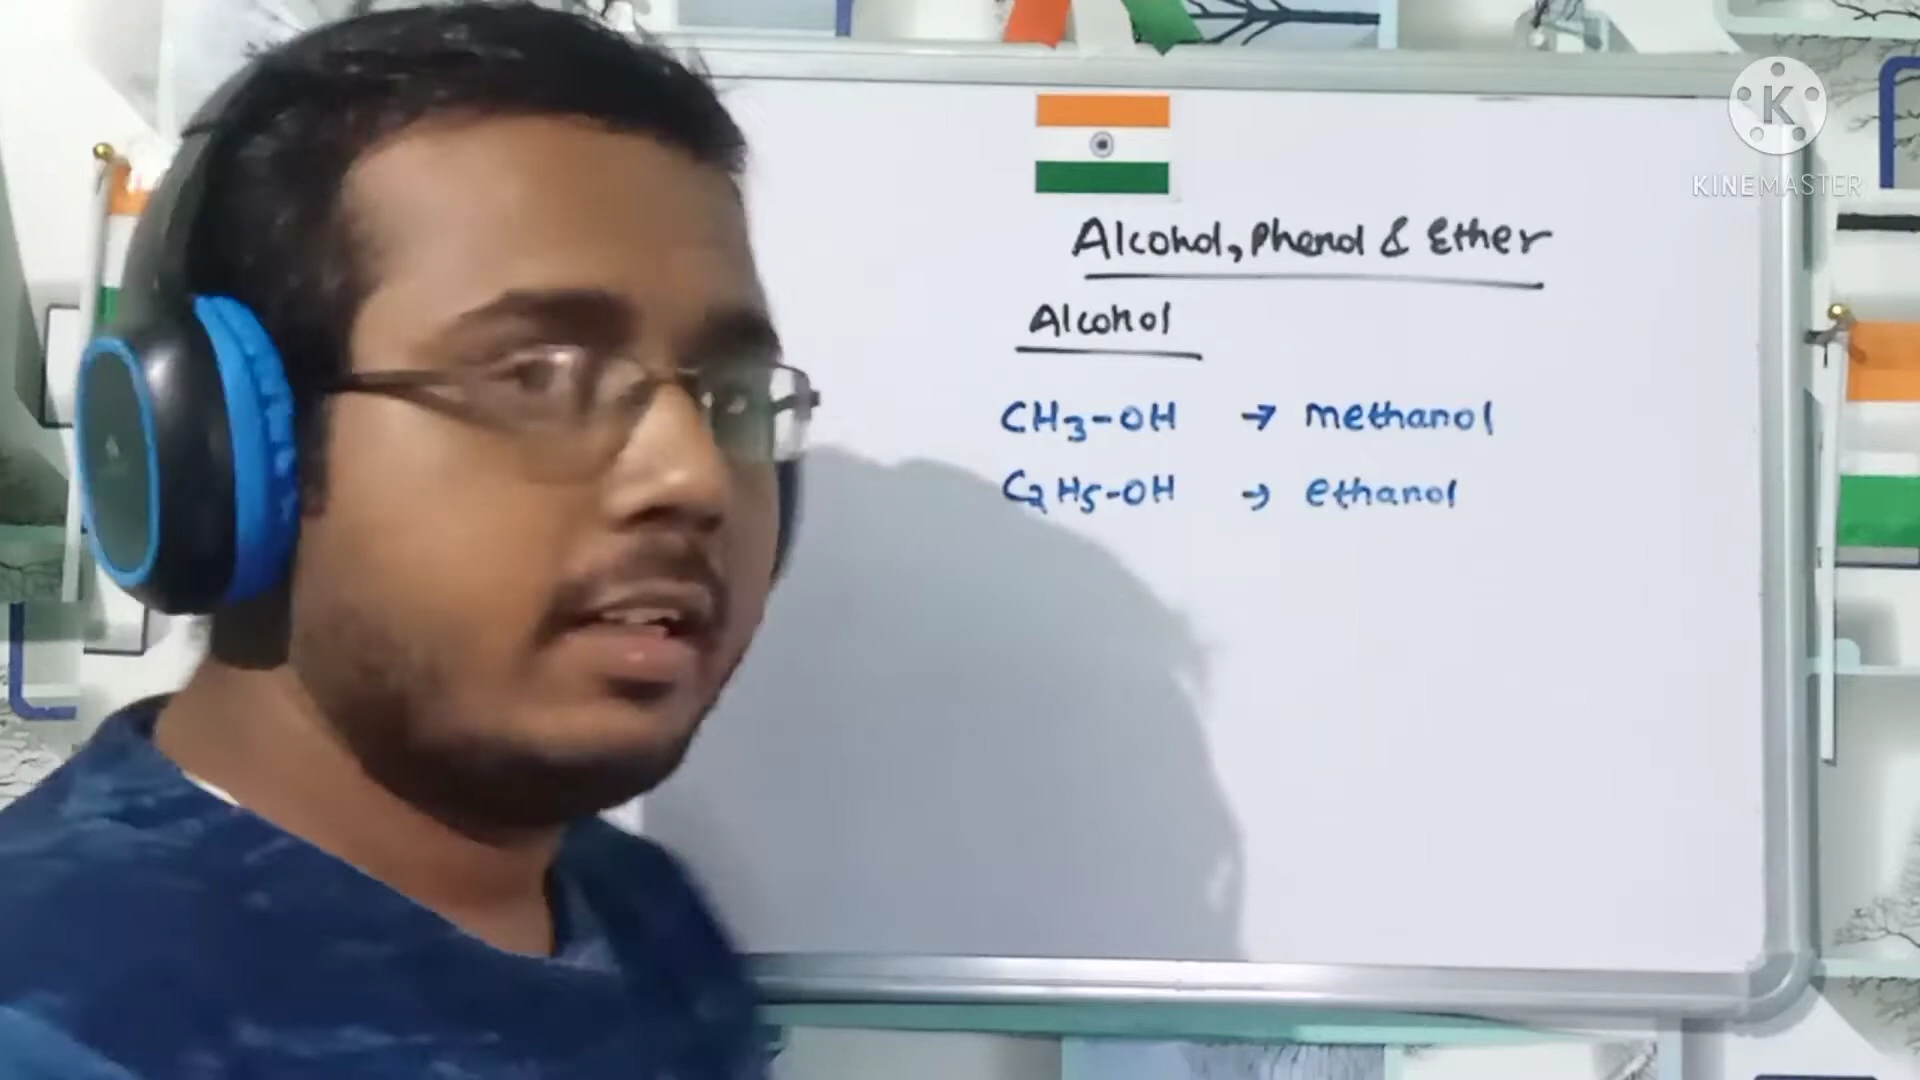 Alcohol, Phenol & Ether
Alcohol
CH3-OH → methanol
C2H5-OH → ethanol
K
KINEMASTER